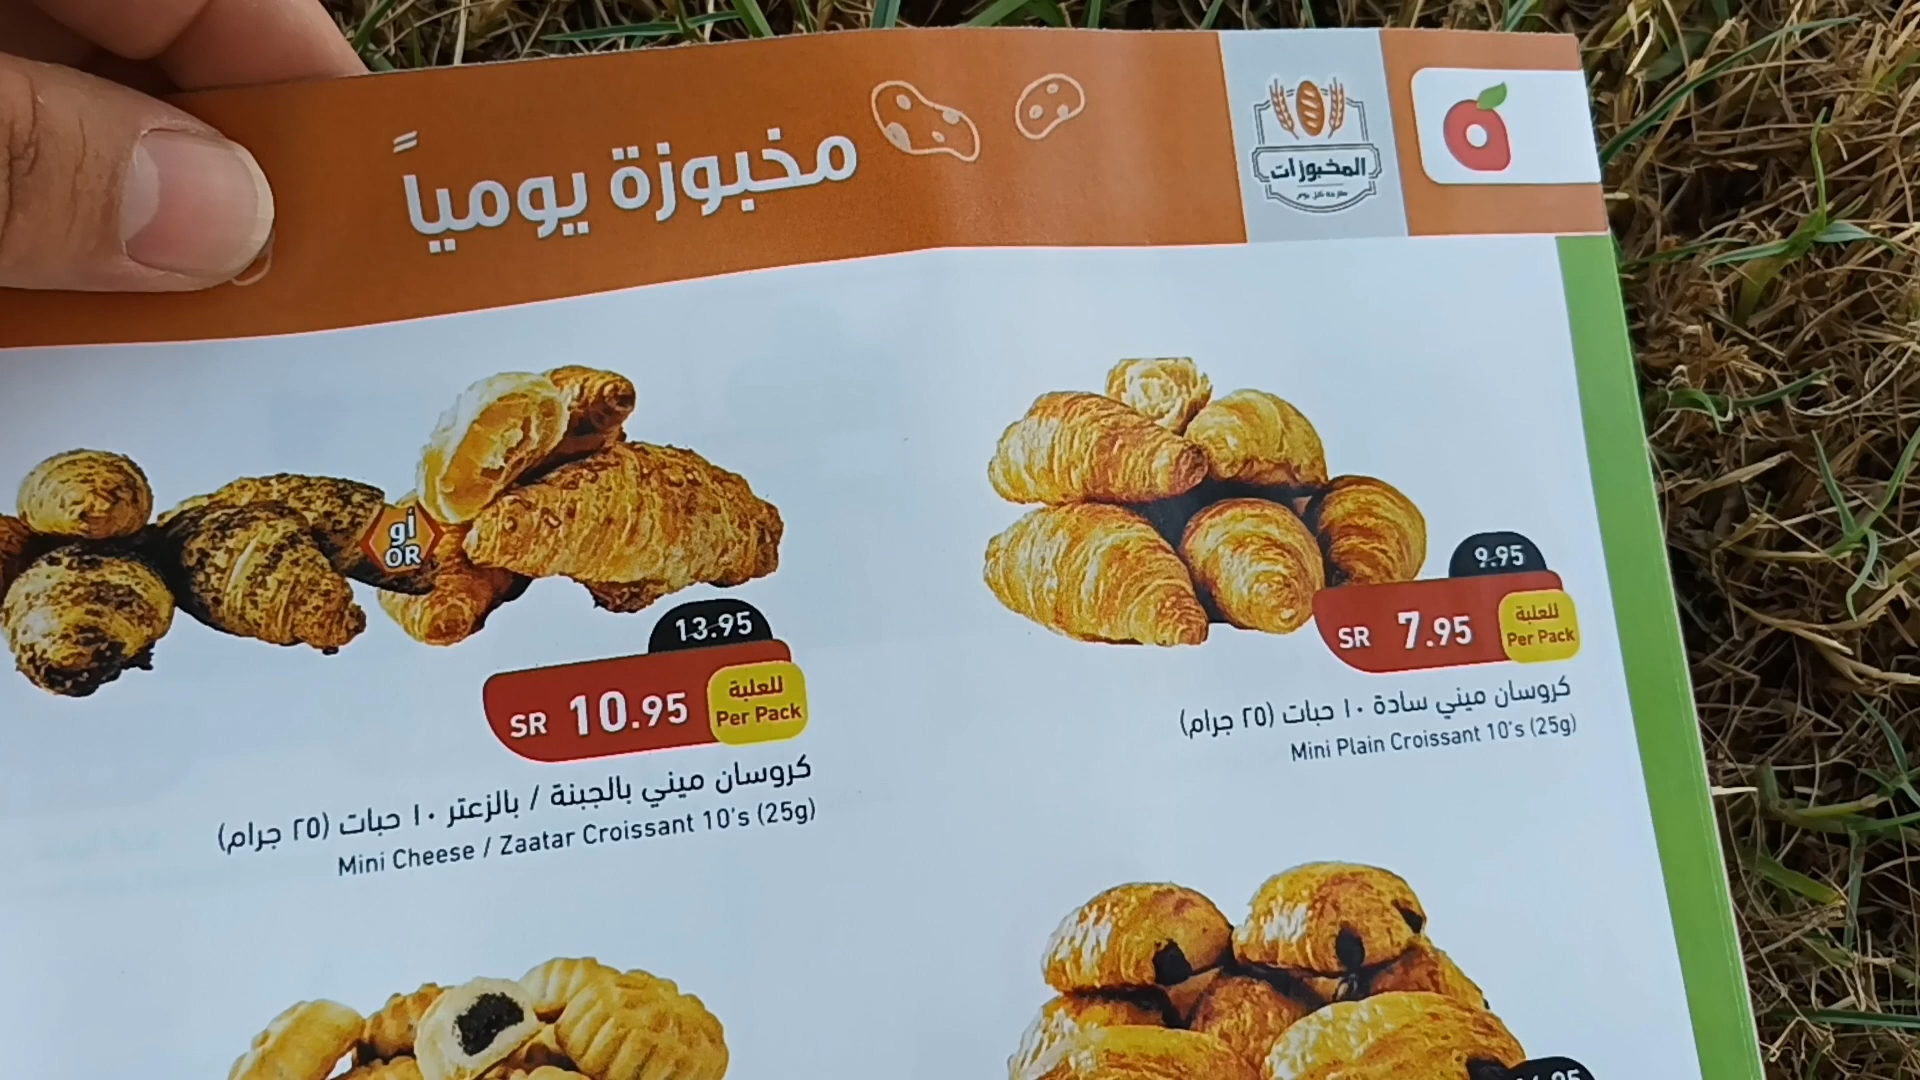 مخبوزة يومياً
المخبوزات
أو
OR
9.95
SR 7.95
للعلبة
Per Pack
كروسان ميني سادة ١٠ حبات (٢٥ جرام)
Mini Plain Croissant 10's (25g)
13.95
SR 10.95
للعلبة
Per Pack
كروسان ميني بالجبنة / بالزعتر ١٠ حبات (٢٥ جرام)
Mini Cheese / Zaatar Croissant 10's (25g)